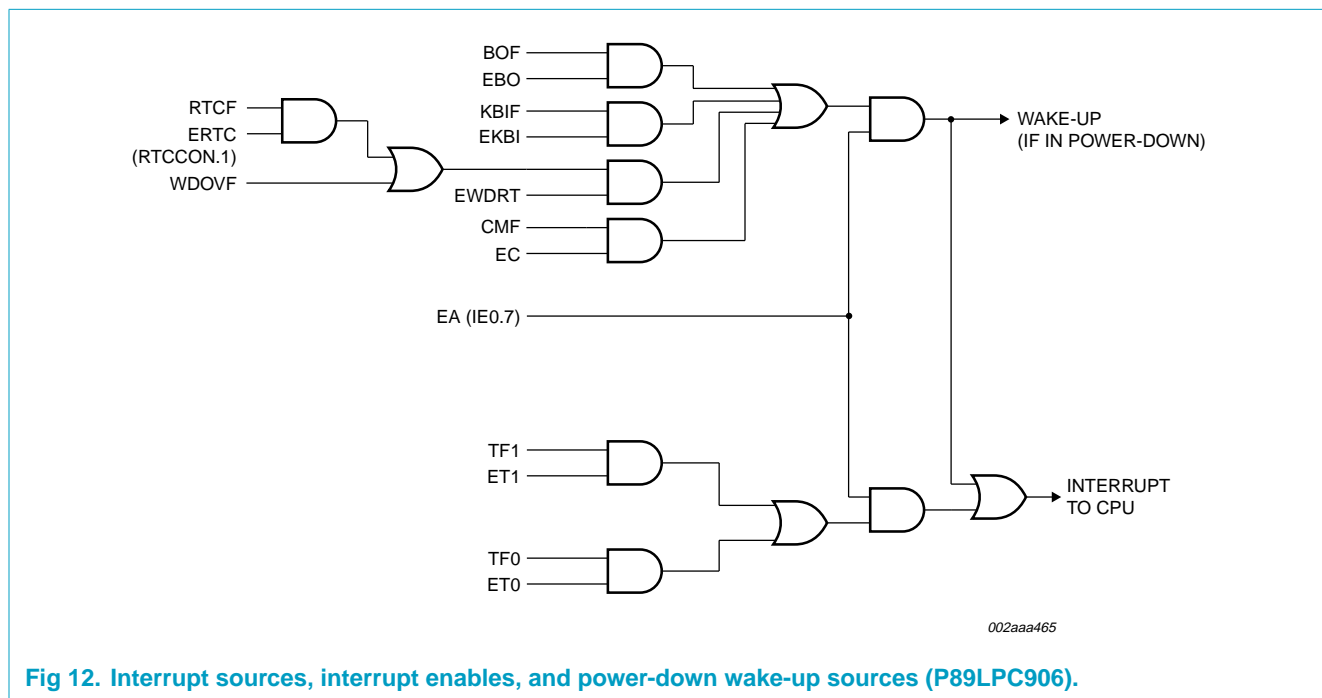 BOF
EBO
RTCF
KBIF
ERTC
EKBI
(RTCCON.1)
WDOVF
EWDRT
CMF
EC
WAKE-UP
(IF IN POWER-DOWN)
EA (IE0.7)
TF1
ET1
INTERRUPT
TO CPU
TF0
ET0
002aaa465
Fig 12. Interrupt sources, interrupt enables, and power-down wake-up sources (P89LPC906).